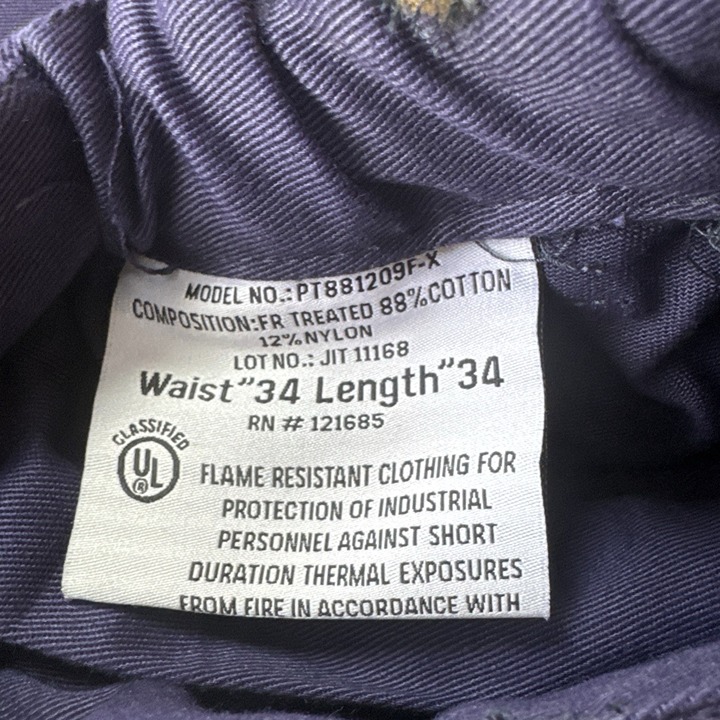 MODEL NO.: PT881209F-X
COMPOSITION:FR TREATED 88%COTTON
12%NYLON
LOT NO.: JIT 11168
Waist"34 Length"34
RN # 121685
CLASSIFIED
UL
®
FLAME RESISTANT CLOTHING FOR
PROTECTION OF INDUSTRIAL
PERSONNEL AGAINST SHORT
DURATION THERMAL EXPOSURES
FROM FIRE IN ACCORDANCE WITH